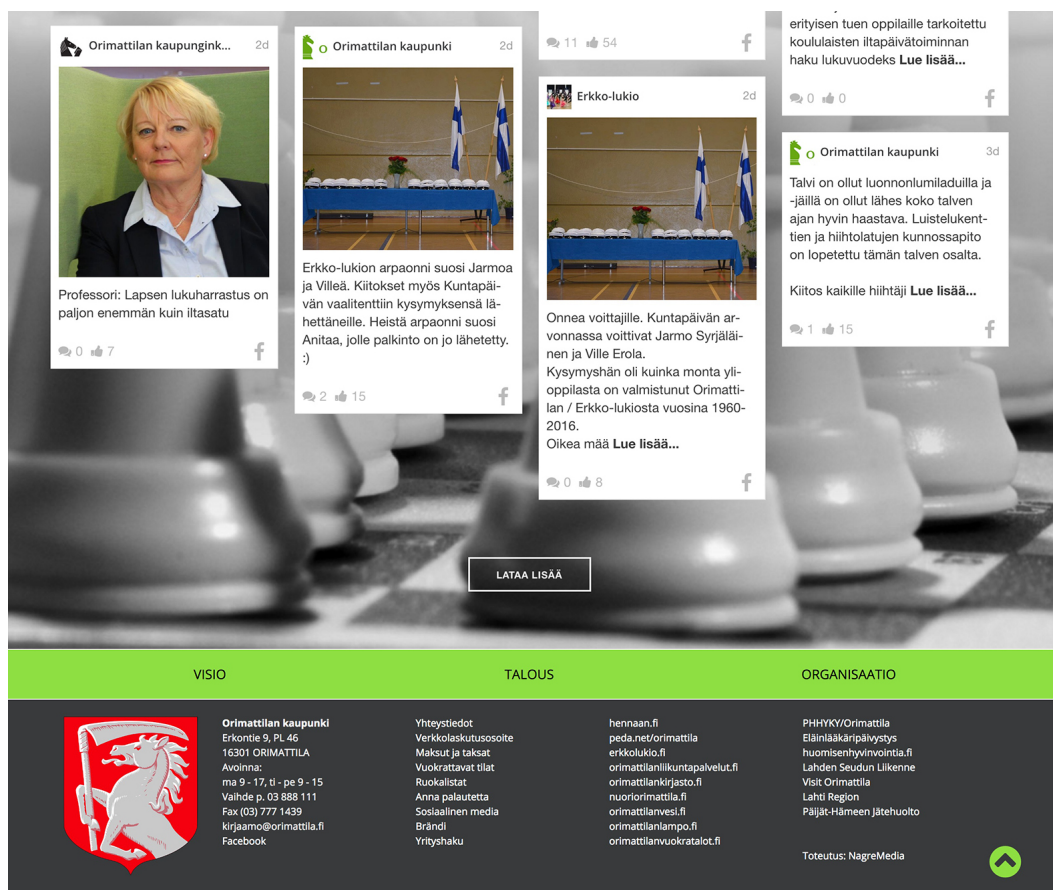 Orimattilan kaupungink... 2d
Professori: Lapsen lukuharrastus on
paljon enemmän kuin iltasatu
0 7
o Orimattilan kaupunki 2d
Erkko-lukion arpaonni suosi Jarmoa
ja Villeä. Kiitokset myös Kuntapäi-
vän vaalitenttiin kysymyksensä lä-
hettäneille. Heistä arpaonni suosi
Anitaa, jolle palkinto on jo lähetetty.
:)
2 15
11 54
Erkko-lukio 2d
Onnea voittajille. Kuntapäivän ar-
vonnassa voittivat Jarmo Syrjäläi-
nen ja Ville Erola.
Kysymyshän oli kuinka monta yli-
oppilasta on valmistunut Orimatti-
lan / Erkko-lukiosta vuosina 1960-
2016.
Oikea mää Lue lisää...
0 8
erityisen tuen oppilaille tarkoitettu
koululaisten iltapäivätoiminnan
haku lukuvuodeks Lue lisää...
0 0
o Orimattilan kaupunki 3d
Talvi on ollut luonnonlumiladuilla ja
-jäillä on ollut lähes koko talven
ajan hyvin haastava. Luistelukent-
tien ja hiihtolatujen kunnossapito
on lopetettu tämän talven osalta.
Kiitos kaikille hiihtäji Lue lisää...
1 15
LATAA LISÄÄ
VISIO TALOUS ORGANISAATIO
Orimattilan kaupunki
Erkontie 9, PL 46
16301 ORIMATTILA
Avoinna:
ma 9 - 17, ti - pe 9 - 15
Vaihde p. 03 888 111
Fax (03) 777 1439
kirjaamo@orimattila.fi
Facebook
Yhteystiedot
Verkkolaskutusosoite
Maksut ja taksat
Vuokrattavat tilat
Ruokalistat
Anna palautetta
Sosiaalinen media
Brändi
Yrityshaku
hennaan.fi
peda.net/orimattila
erkkolukio.fi
orimattilanliikuntapalvelut.fi
orimattilankirjasto.fi
nuoriorimattila.fi
orimattilanvesi.fi
orimattilanlampo.fi
orimattilanvuokratalot.fi
PHHYKY/Orimattila
Eläinlääkäripäivystys
huomisenhyvinvointia.fi
Lahden Seudun Liikenne
Visit Orimattila
Lahti Region
Päijät-Hämeen Jätehuolto
Toteutus: NagreMedia